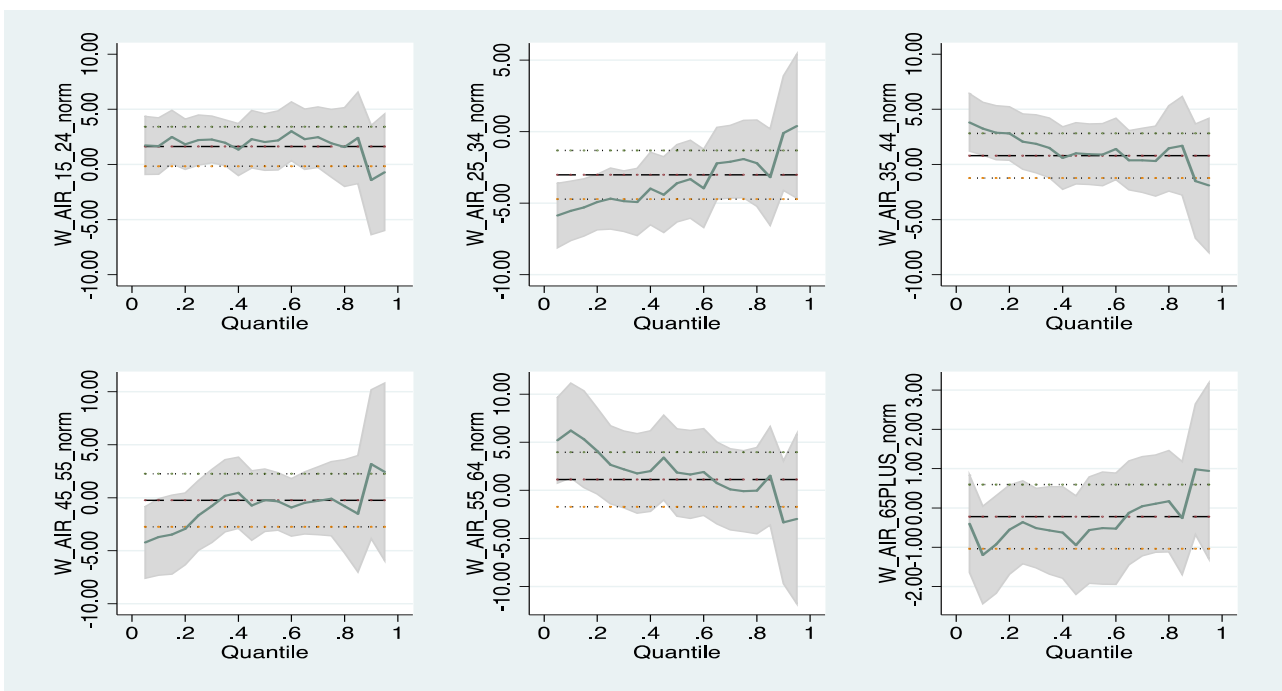 W_AIR_15_24_norm
-10.00 -5.00 0.00 5.00 10.00
0 .2 .4 .6 .8 1
Quantile
W_AIR_25_34_norm
-10.00 -5.00 0.00 5.00
0 .2 .4 .6 .8 1
Quantile
W_AIR_35_44_norm
-10.00 -5.00 0.00 5.00 10.00
0 .2 .4 .6 .8 1
Quantile
W_AIR_45_55_norm
-10.00 -5.00 0.00 5.00 10.00
0 .2 .4 .6 .8 1
Quantile
W_AIR_55_64_norm
-10.00 -5.00 0.00 5.00 10.00
0 .2 .4 .6 .8 1
Quantile
W_AIR_65PLUS_norm
-2.00 -1.00 0.00 1.00 2.00 3.00
0 .2 .4 .6 .8 1
Quantile